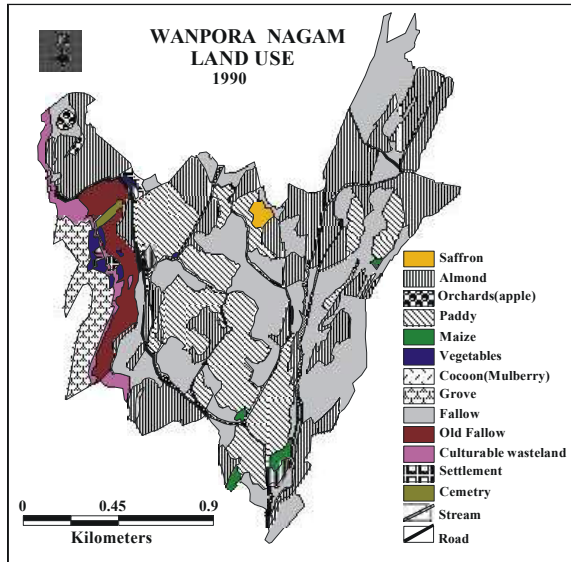 WANPORA NAGAM
LAND USE
1990
Saffron
Almond
Orchards(apple)
Paddy
Maize
Vegetables
Cocoon(Mulberry)
Grove
Fallow
Old Fallow
Culturable wasteland
Settlement
Cemetry
Stream
Road
0 0.45 0.9
Kilometers